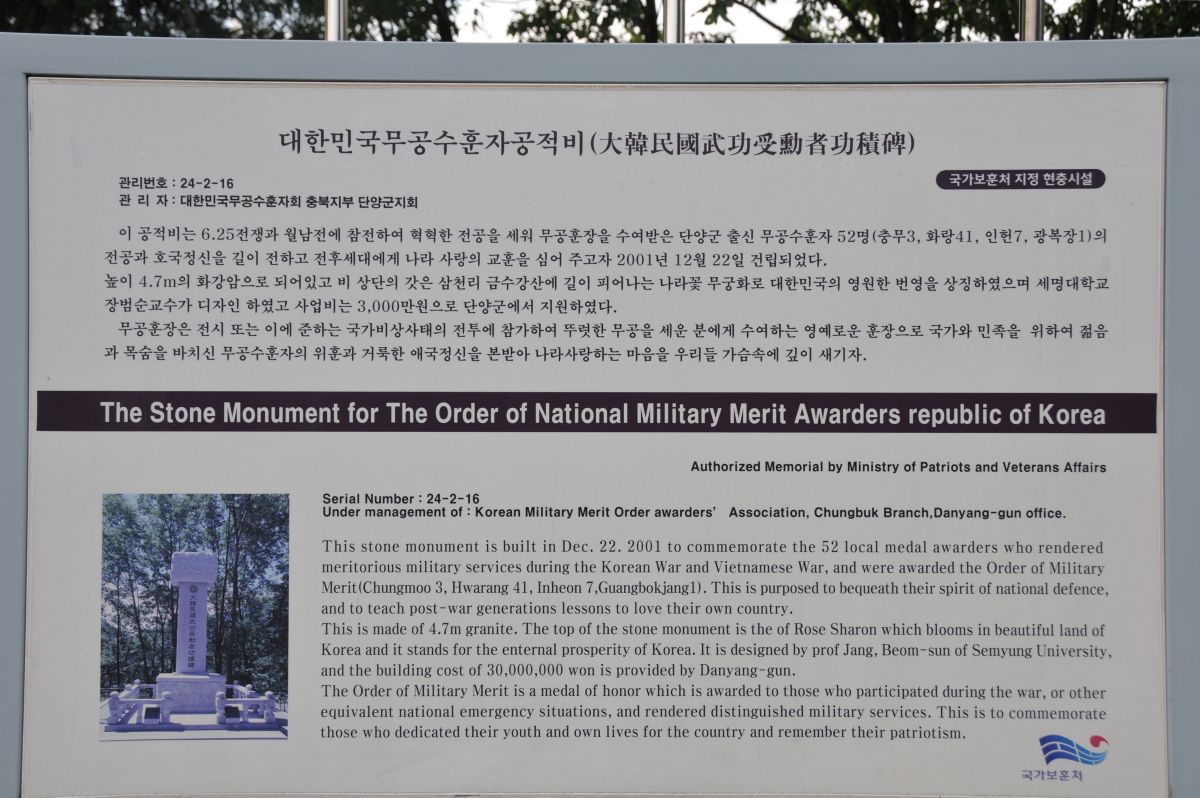 대한민국무공수훈자공적비(大韓民國武功受勳者功積碑)
국가보훈처 지정 현충시설
관리번호 : 24-2-16
관 리 자 : 대한민국무공수훈자회 충북지부 단양군지회
이 공적비는 6.25전쟁과 월남전에 참전하여 혁혁한 전공을 세워 무공훈장을 수여받은 단양군 출신 무공수훈자 52명(충무3, 화랑41, 인헌7, 광복장1)의
전공과 호국정신을 길이 전하고 전후세대에게 나라 사랑의 교훈을 심어 주고자 2001년 12월 22일 건립되었다.
높이 4.7m의 화강암으로 되어있고 비 상단의 갓은 삼천리 금수강산에 길이 피어나는 나라꽃 무궁화로 대한민국의 영원한 번영을 상징하였으며 세명대학교
장범순교수가 디자인 하였고 사업비는 3,000만원으로 단양군에서 지원하였다.
무공훈장은 전시 또는 이에 준하는 국가비상사태의 전투에 참가하여 뚜렷한 무공을 세운 분에게 수여하는 영예로운 훈장으로 국가와 민족을 위하여 젊음
과 목숨을 바치신 무공수훈자의 위훈과 거룩한 애국정신을 본받아 나라사랑하는 마음을 우리들 가슴속에 깊이 새기자.
The Stone Monument for The Order of National Military Merit Awarders republic of Korea
Authorized Memorial by Ministry of Patriots and Veterans Affairs
Serial Number : 24-2-16
Under management of : Korean Military Merit Order awarders' Association, Chungbuk Branch,Danyang-gun office.
This stone monument is built in Dec. 22. 2001 to commemorate the 52 local medal awarders who rendered
meritorious military services during the Korean War and Vietnamese War, and were awarded the Order of Military
Merit(Chungmoo 3, Hwarang 41, Inheon 7,Guangbokjang1). This is purposed to bequeath their spirit of national defence,
and to teach post-war generations lessons to love their own country.
This is made of 4.7m granite. The top of the stone monument is the of Rose Sharon which blooms in beautiful land of
Korea and it stands for the enternal prosperity of Korea. It is designed by prof Jang, Beom-sun of Semyung University,
and the building cost of 30,000,000 won is provided by Danyang-gun.
The Order of Military Merit is a medal of honor which is awarded to those who participated during the war, or other
equivalent national emergency situations, and rendered distinguished military services. This is to commemorate
those who dedicated their youth and own lives for the country and remember their patriotism.
大韓民國武功受勳者功積碑
국가보훈처